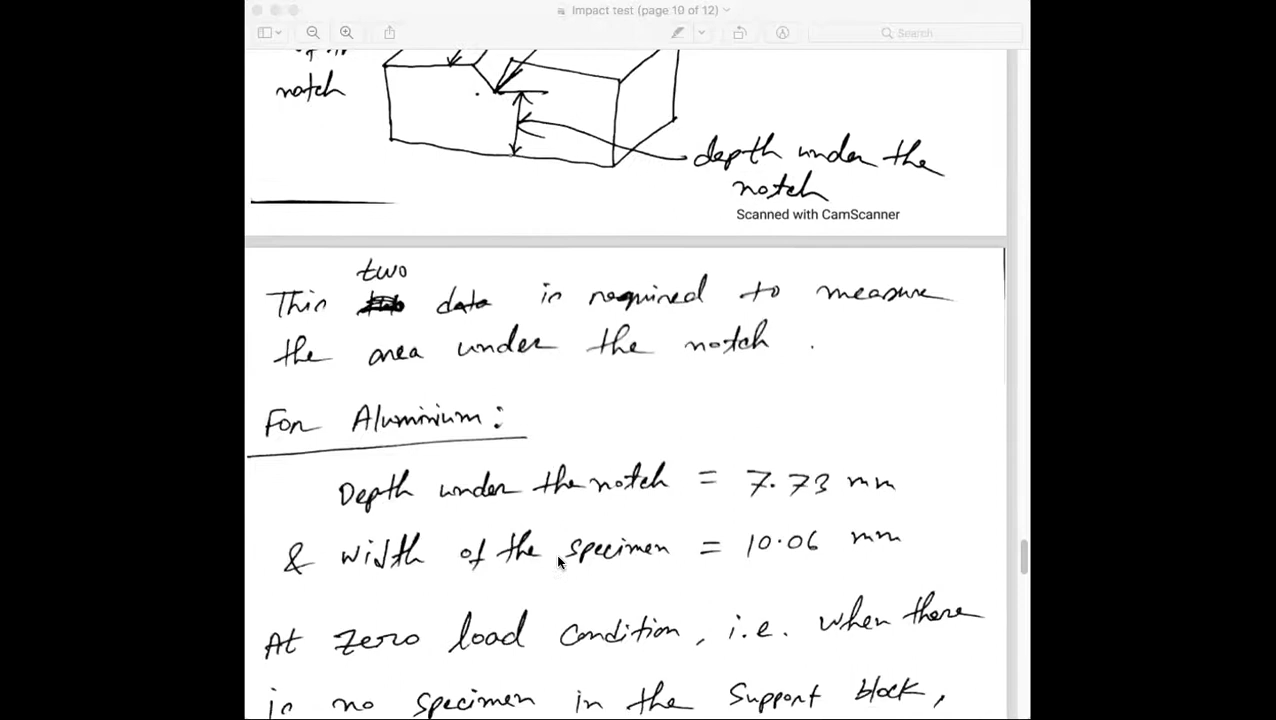 Impact test (page 10 of 12)
Search
notch
depth under the
notch
Scanned with CamScanner
two
This data is required to measure
the area under the notch .
For Aluminium :
Depth under the notch = 7.73 mm
& width of the specimen = 10.06 mm
At zero load condition, i.e. when there
is no specimen in the support block,